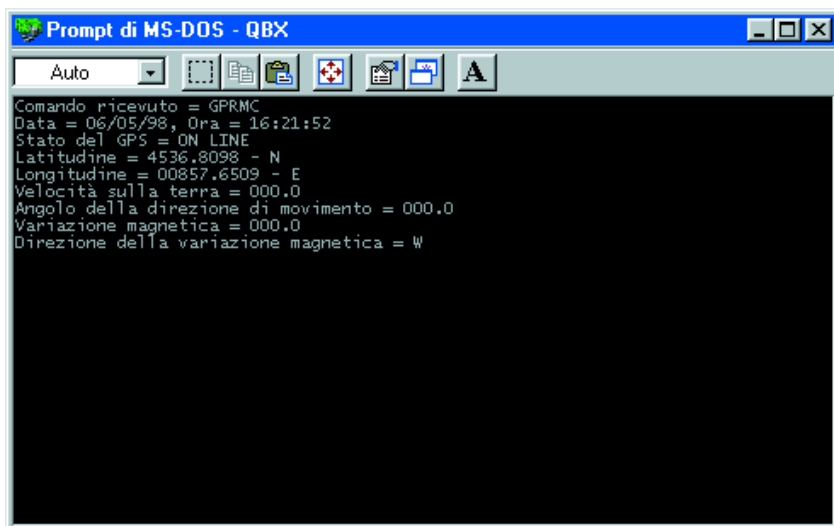 Prompt di MS-DOS - QBX
Auto
A
Comando ricevuto = GPRMC
Data = 06/05/98, Ora = 16:21:52
Stato del GPS = ON LINE
Latitudine = 4536.8098 - N
Longitudine = 00857.6509 - E
Velocità sulla terra = 000.0
Angolo della direzione di movimento = 000.0
Variazione magnetica = 000.0
Direzione della variazione magnetica = W